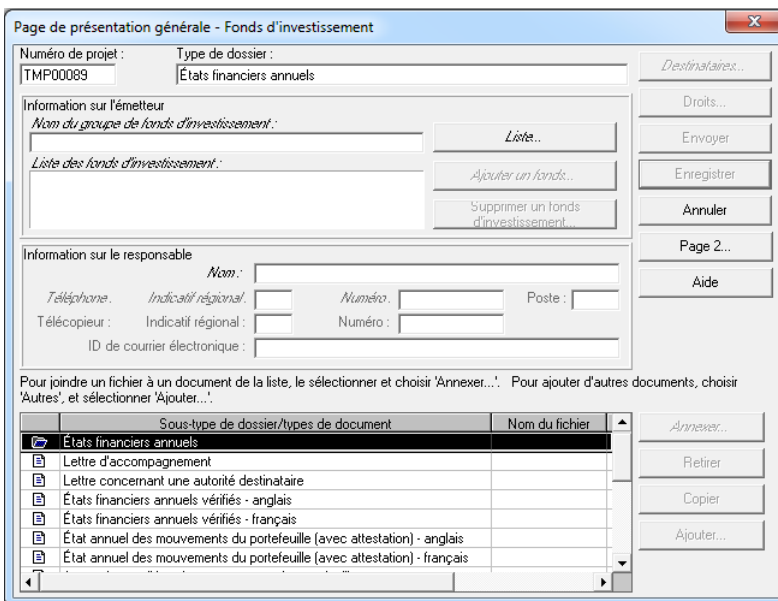 Page de présentation générale - Fonds d'investissement
Numéro de projet :
Type de dossier :
TMP00089
États financiers annuels
Destinataires...
Droits...
Envoyer
Enregistrer
Annuler
Page 2...
Aide
Information sur l'émetteur
Nom du groupe de fonds d'investissement :
Liste...
Liste des fonds d'investissement :
Ajouter un fonds...
Supprimer un fonds
d'investissement...
Information sur le responsable
Nom :
Téléphone. Indicatif régional. Numéro. Poste :
Télécopieur : Indicatif régional : Numéro :
ID de courrier électronique :
Pour joindre un fichier à un document de la liste, le sélectionner et choisir 'Annexer...'. Pour ajouter d'autres documents, choisir
'Autres', et sélectionner 'Ajouter...'.
Sous-type de dossier/types de document Nom du fichier
États financiers annuels
Lettre d'accompagnement
Lettre concernant une autorité destinataire
États financiers annuels vérifiés - anglais
États financiers annuels vérifiés - français
État annuel des mouvements du portefeuille (avec attestation) - anglais
État annuel des mouvements du portefeuille (avec attestation) - français
Annexer...
Retirer
Copier
Ajouter...